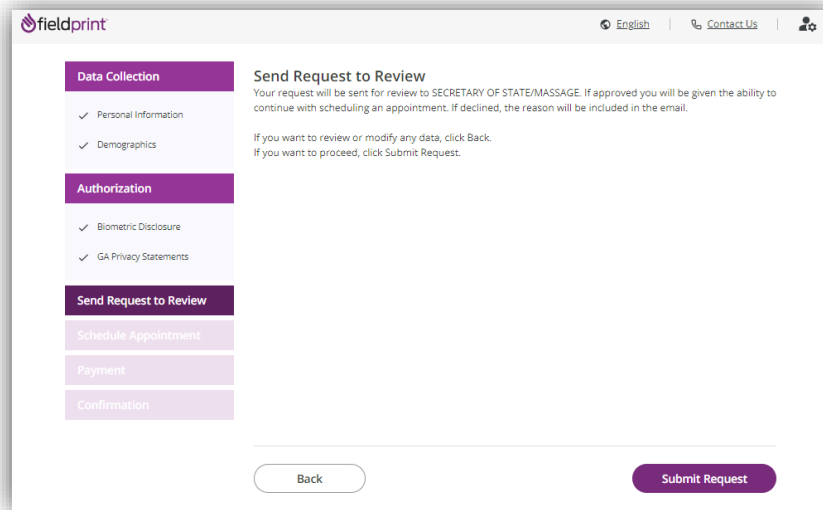 fieldprint
English
Contact Us
Data Collection
Personal Information
Demographics
Authorization
Biometric Disclosure
GA Privacy Statements
Send Request to Review
Schedule Appointment
Payment
Confirmation
Send Request to Review
Your request will be sent for review to SECRETARY OF STATE/MASSAGE. If approved you will be given the ability to
continue with scheduling an appointment. If declined, the reason will be included in the email.
If you want to review or modify any data, click Back.
If you want to proceed, click Submit Request.
Back
Submit Request